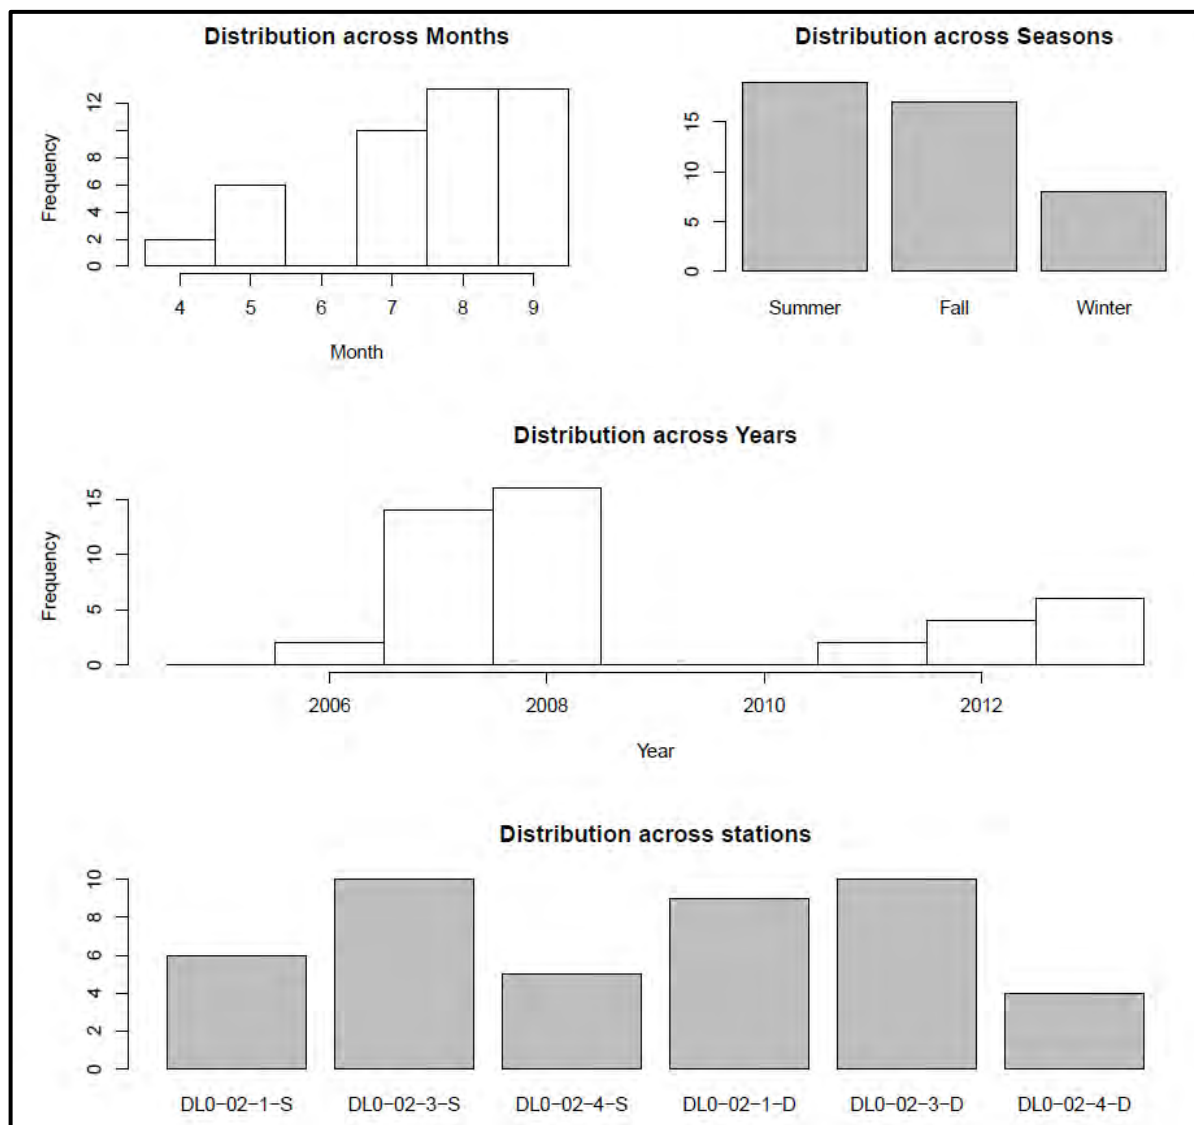 Distribution across Months
Distribution across Seasons
Frequency
12
8
6
4
2
0
4 5 6 7 8 9
Month
15
10
5
0
Summer Fall Winter
Distribution across Years
Frequency
15
10
5
0
2006 2008 2010 2012
Year
Distribution across stations
10
8
6
4
2
0
DL0−02−1−S DL0−02−3−S DL0−02−4−S DL0−02−1−D DL0−02−3−D DL0−02−4−D